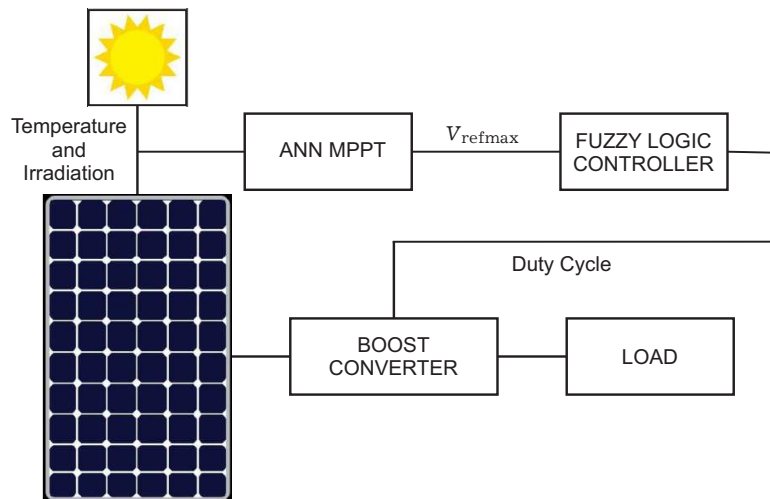 Temperature
and
Irradiation
ANN MPPT
V_refmax
FUZZY LOGIC
CONTROLLER
Duty Cycle
BOOST
CONVERTER
LOAD